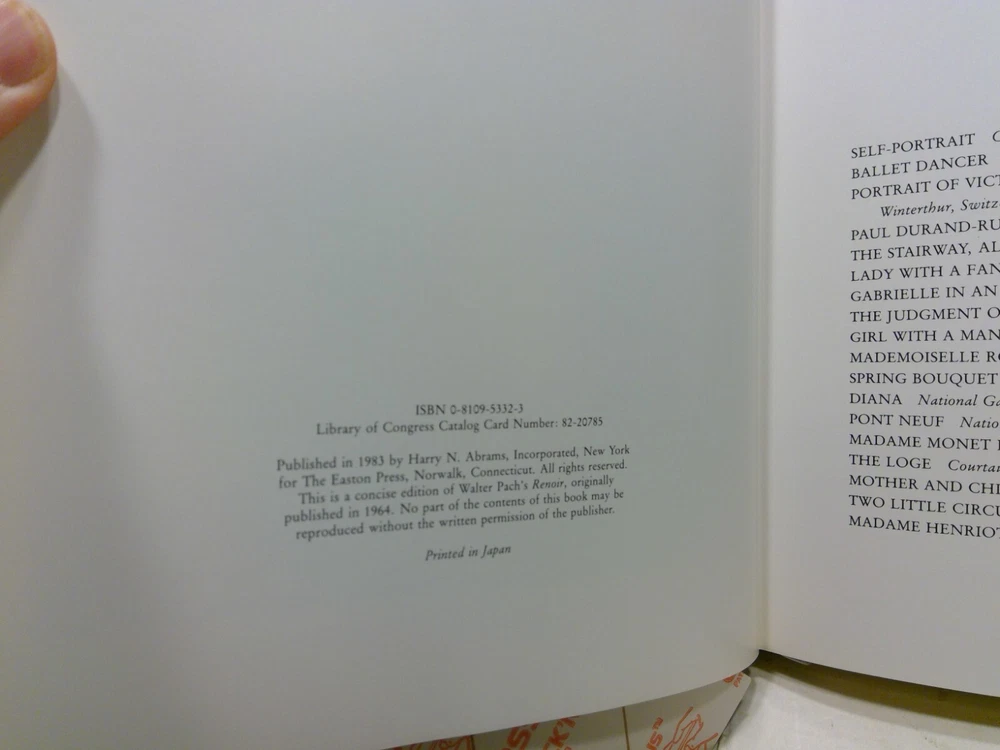 ISBN 0-8109-5332-3
Library of Congress Catalog Card Number: 82-20785
Published in 1983 by Harry N. Abrams, Incorporated, New York
for The Easton Press, Norwalk, Connecticut. All rights reserved.
This is a concise edition of Walter Pach's Renoir, originally
published in 1964. No part of the contents of this book may be
reproduced without the written permission of the publisher.
Printed in Japan
SELF-PORTRAIT
BALLET DANCER
PORTRAIT OF VICT
Winterthur, Switz
PAUL DURAND-RU
THE STAIRWAY, AL
LADY WITH A FAN
GABRIELLE IN AN
THE JUDGMENT O
GIRL WITH A MAN
MADEMOISELLE RO
SPRING BOUQUET
DIANA National Ga
PONT NEUF Natio
MADAME MONET
THE LOGE Courtau
MOTHER AND CHI
TWO LITTLE CIRCU
MADAME HENRIOT